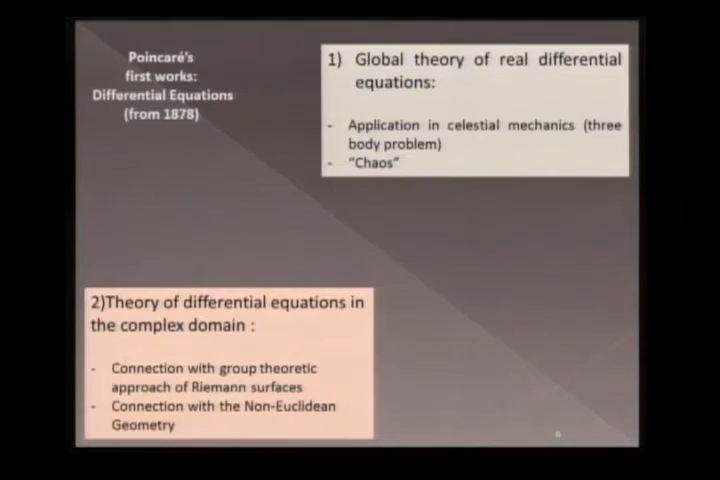 Poincaré's
first works:
Differential Equations
(from 1878)
1) Global theory of real differential
equations:
- Application in celestial mechanics (three
body problem)
- "Chaos"
2)Theory of differential equations in
the complex domain :
- Connection with group theoretic
approach of Riemann surfaces
- Connection with the Non-Euclidean
Geometry